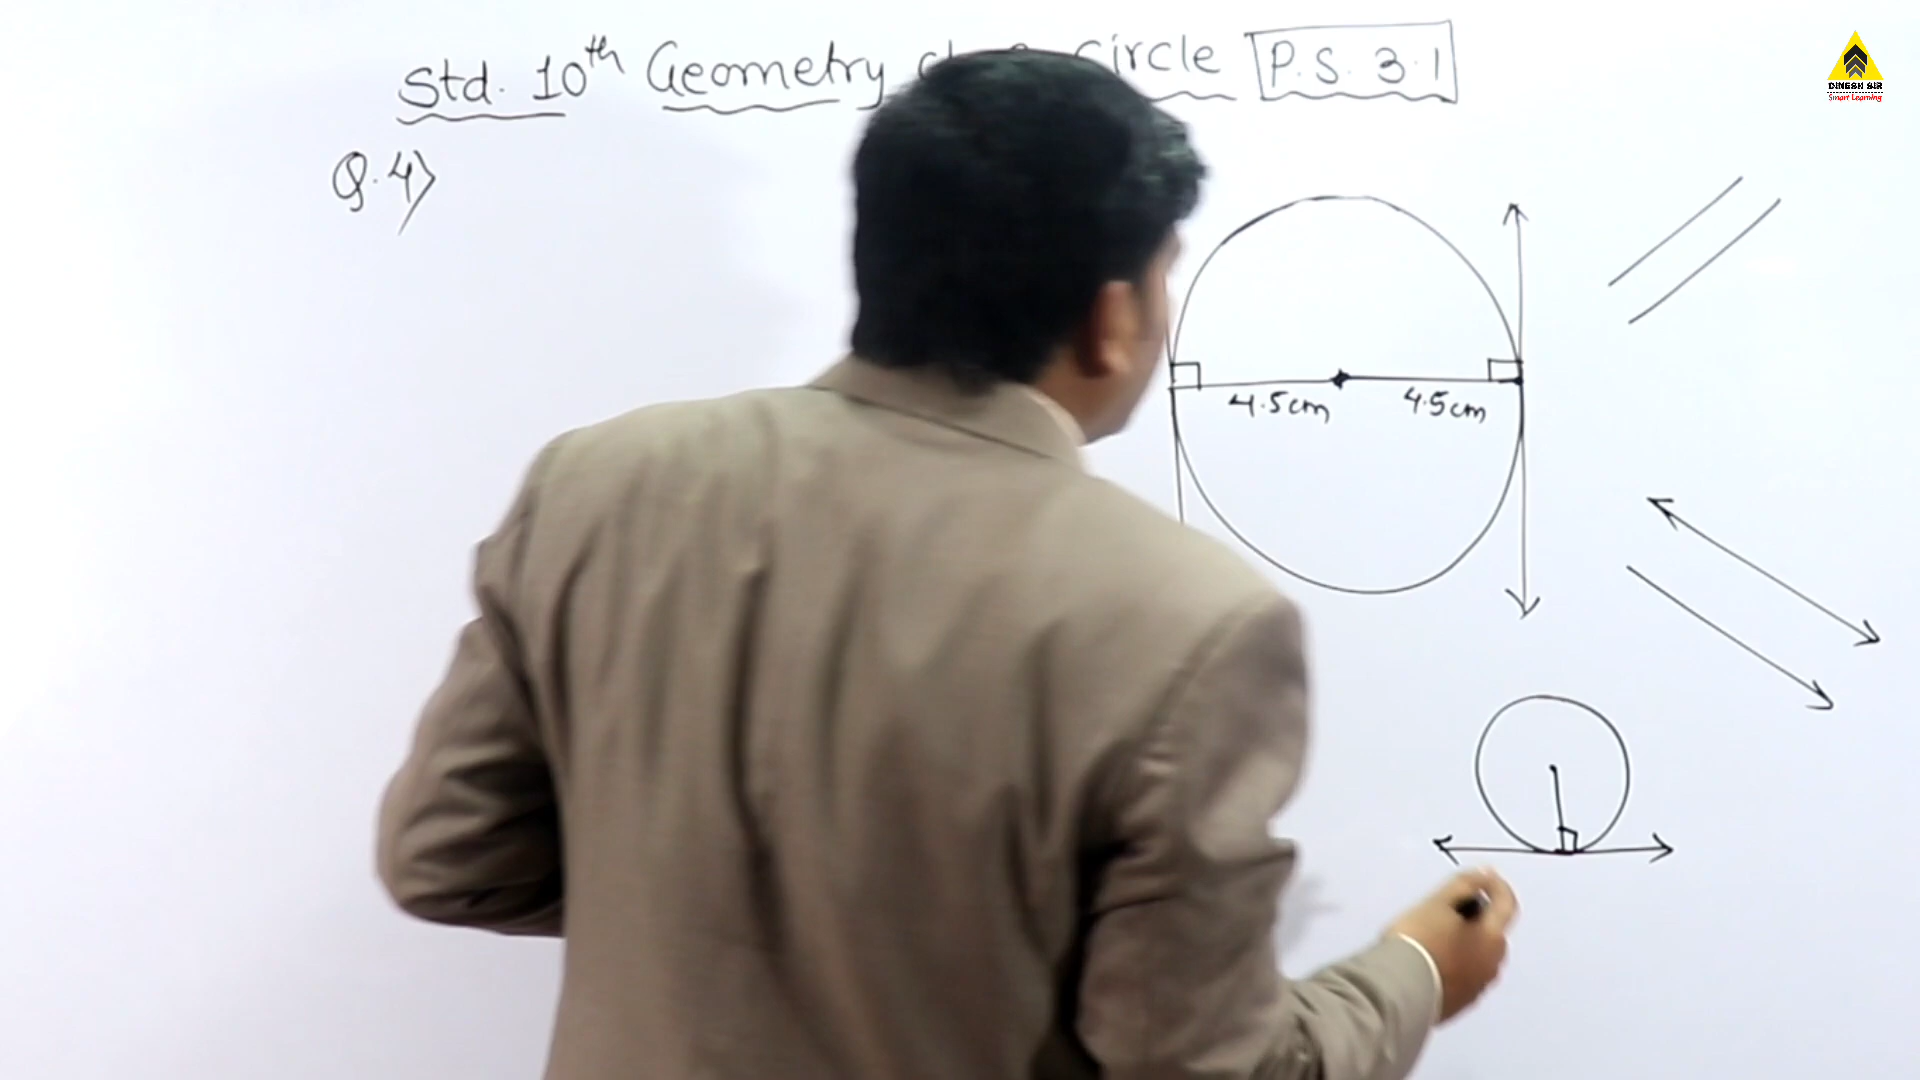 Std. 10th Geometry Circle P.S. 3.1
Q.4)
4.5cm 4.5cm
DINESH SIR
Smart Learning